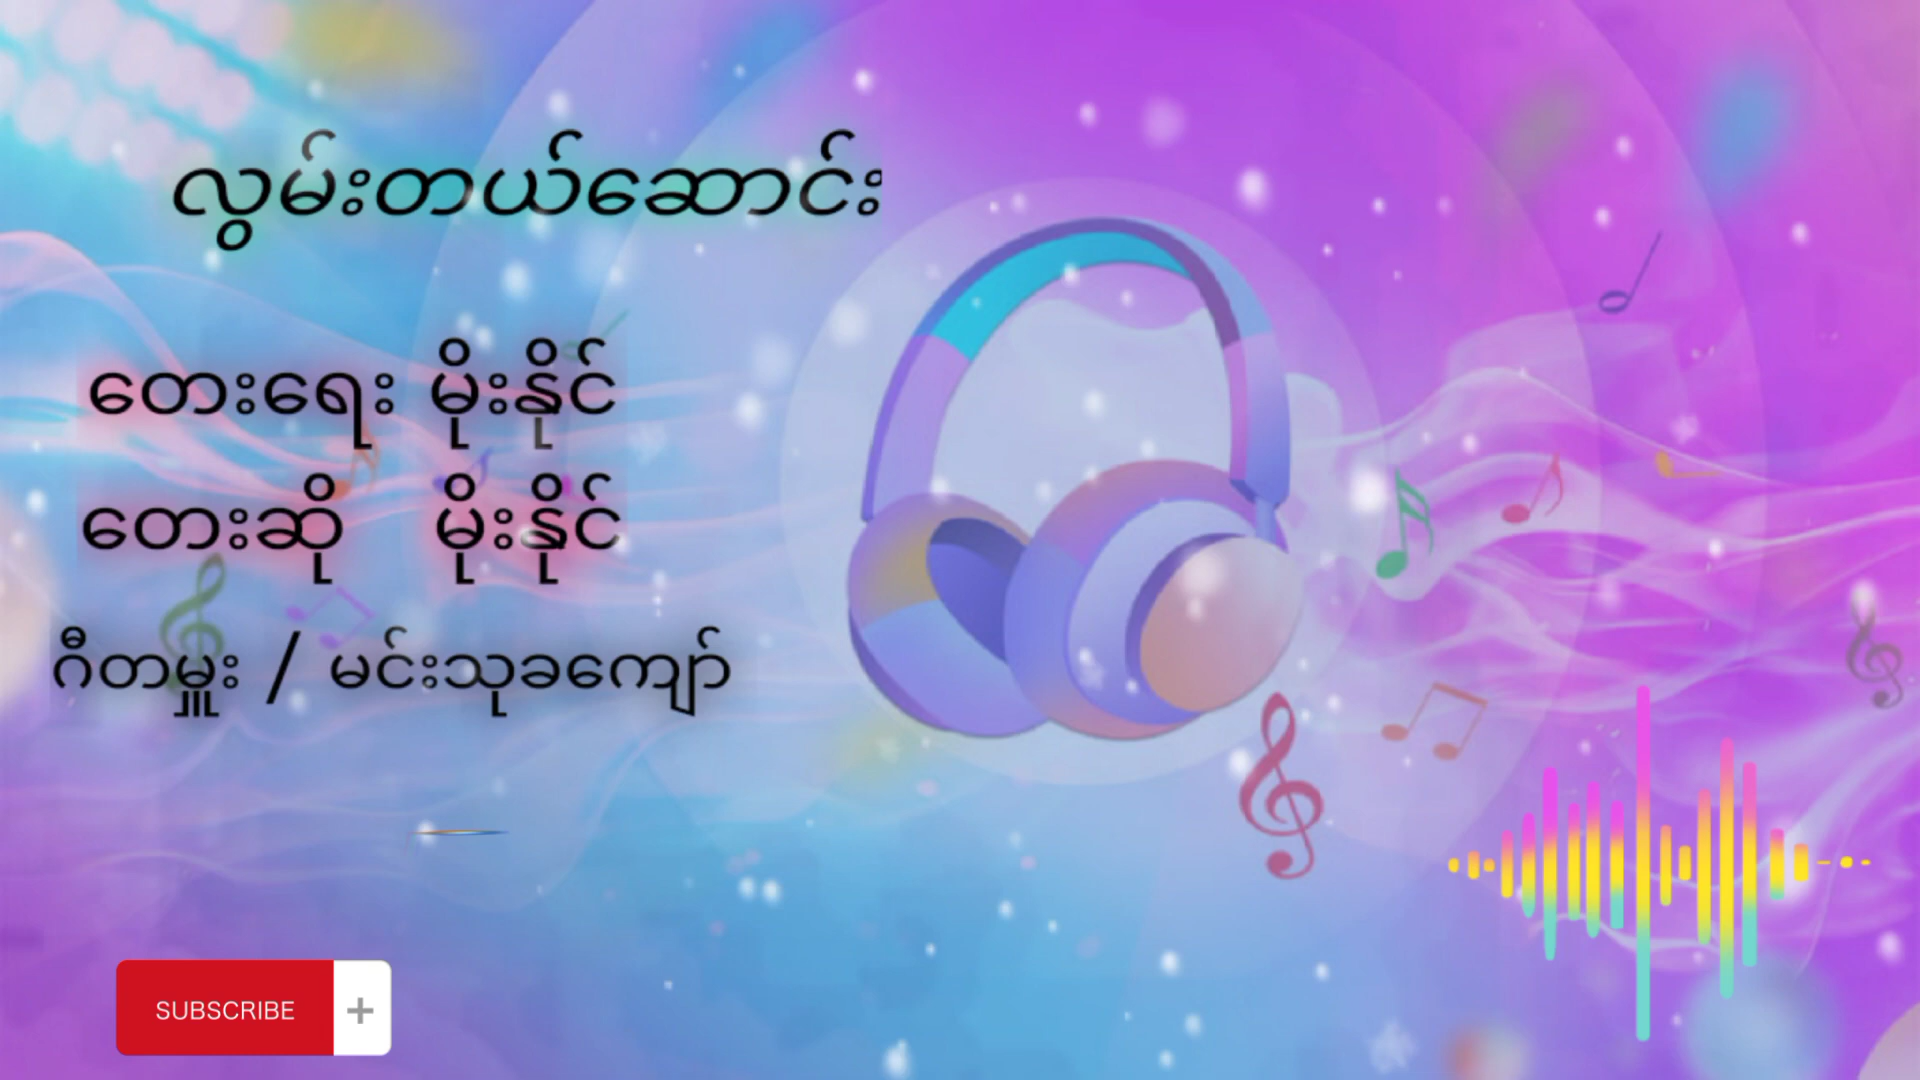 လွမ်းတယ်ဆောင်း
တေးရေး မိုးနိုင်
တေးဆို မိုးနိုင်
ဂီတမှူး / မင်းသုခကျော်
SUBSCRIBE +